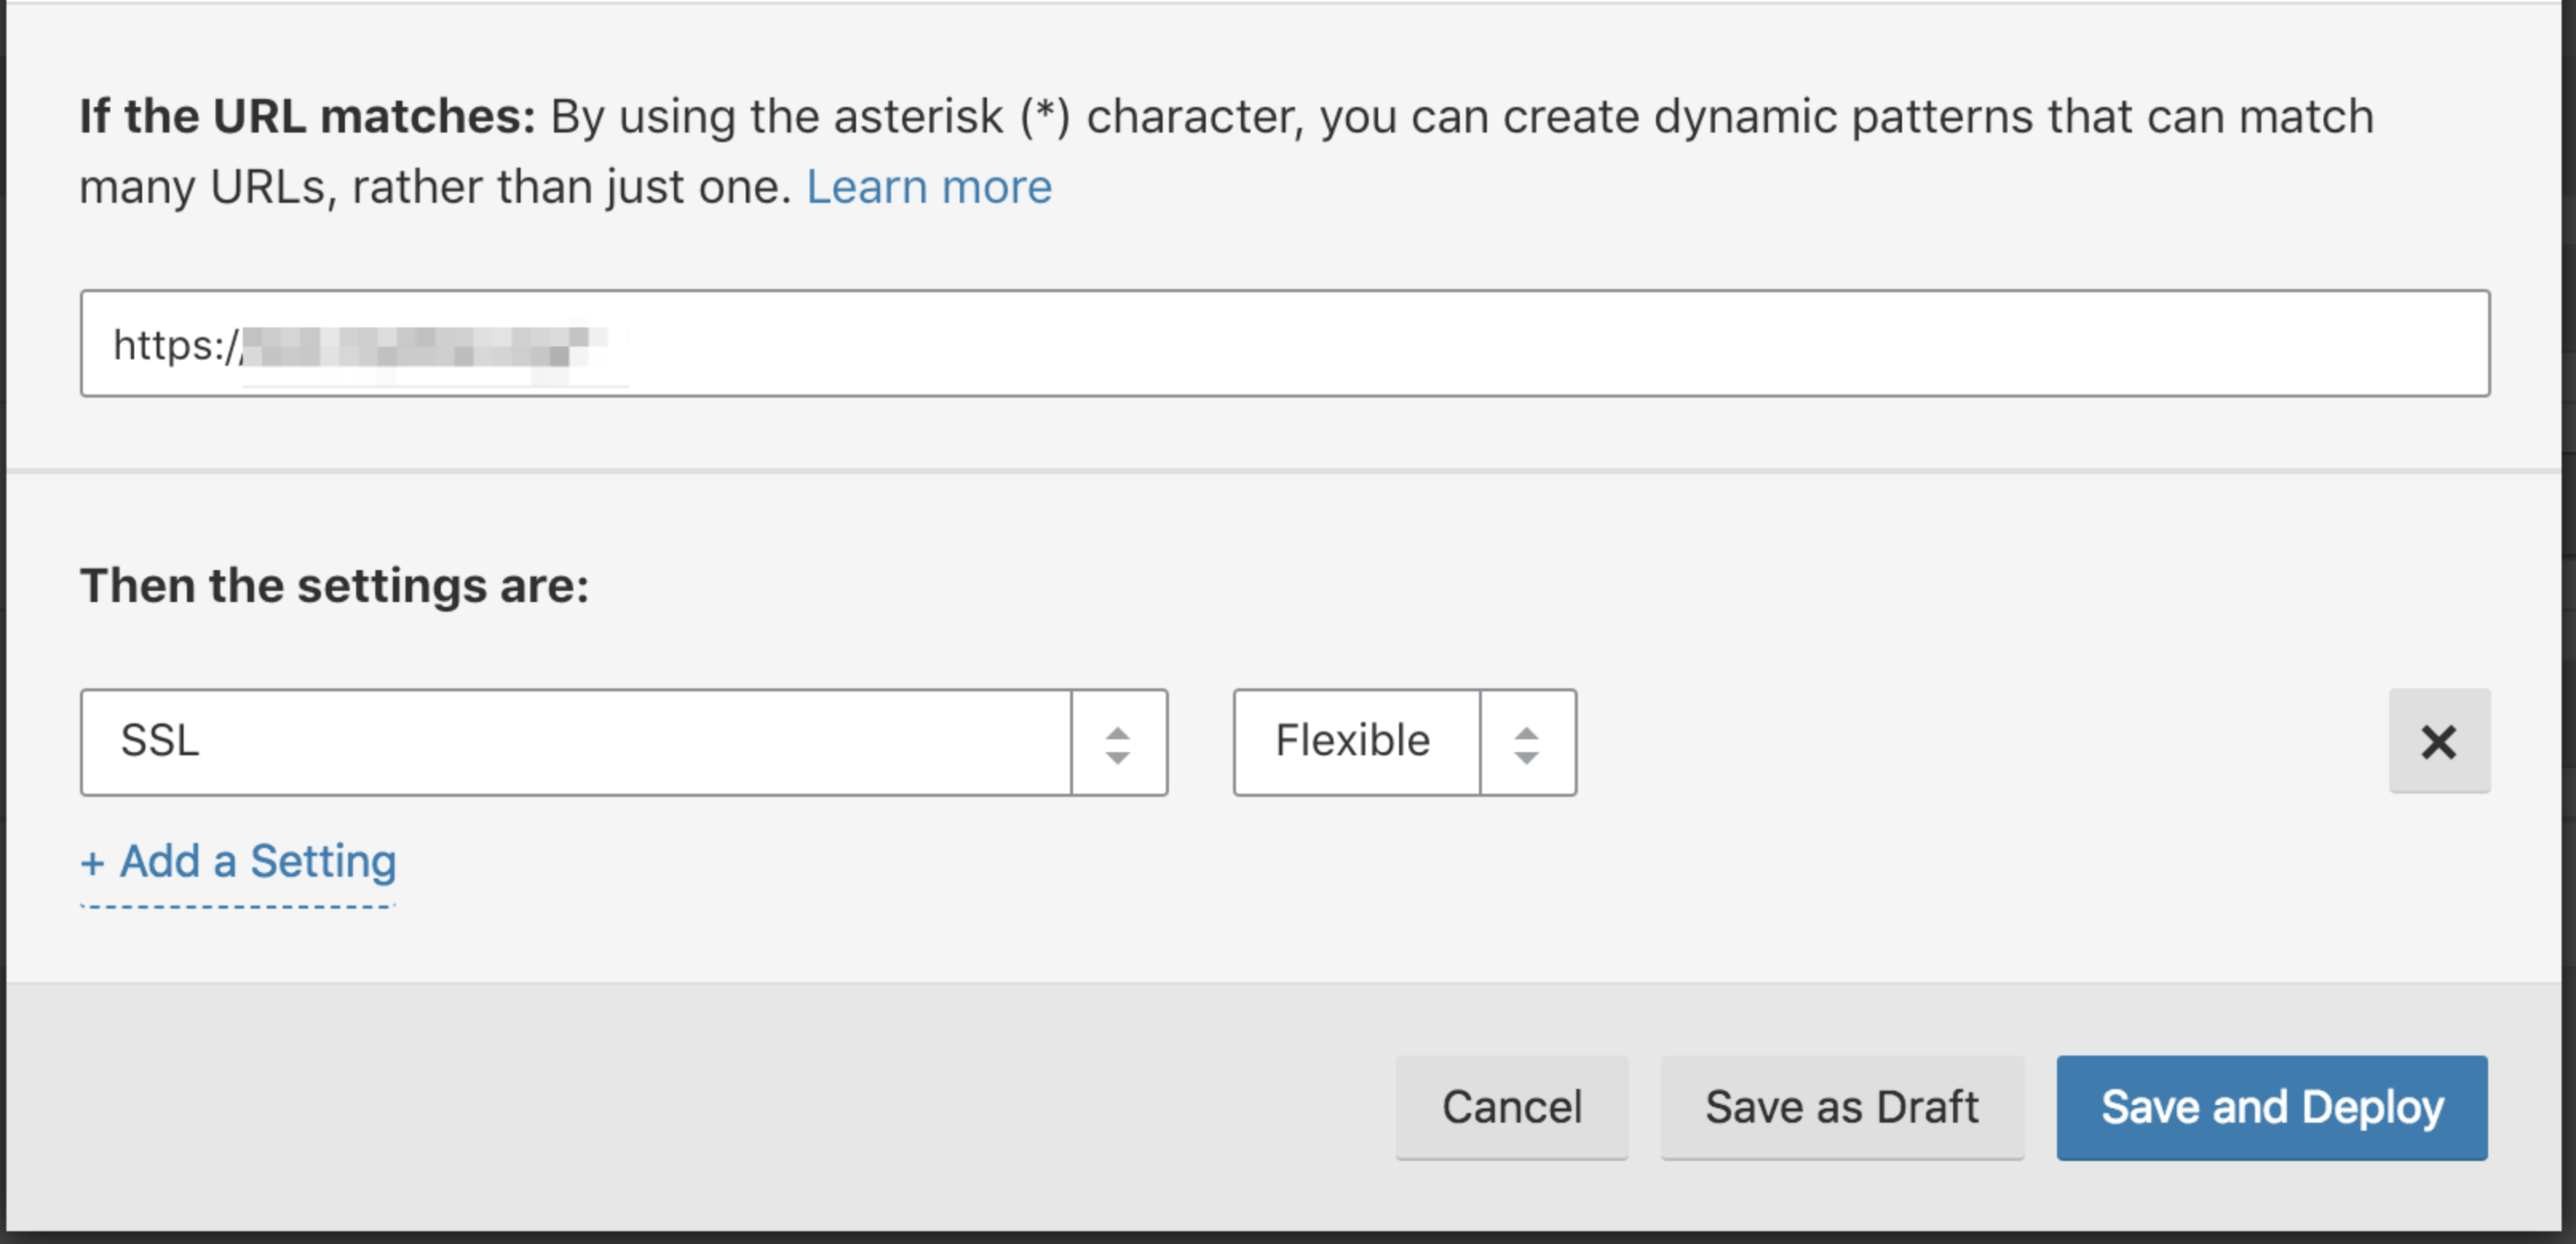 If the URL matches: By using the asterisk (*) character, you can create dynamic patterns that can match
many URLs, rather than just one. Learn more
https://
Then the settings are:
SSL
Flexible
+ Add a Setting
Cancel
Save as Draft
Save and Deploy